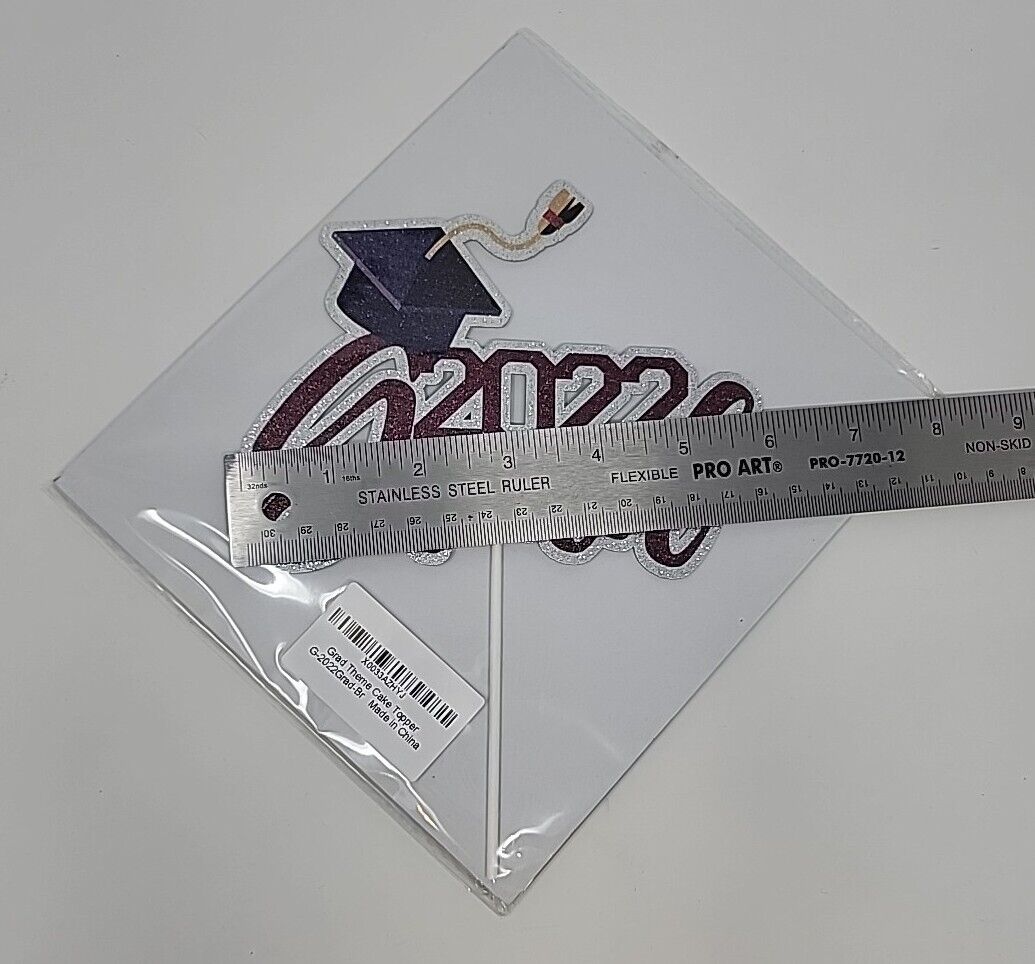 2022
1 2 3 4 5 6 7 8 9
32nds 16ths
STAINLESS STEEL RULER FLEXIBLE PRO ART® PRO-7720-12 NON-SKID
30 29 28 27 26 25 24 23 22 21 20 19 18 17 16 15 14 13 12 11 10 9 8
X0033AZHYJ
Grad Theme Cake Topper
G-2022Grad-Br Made in China